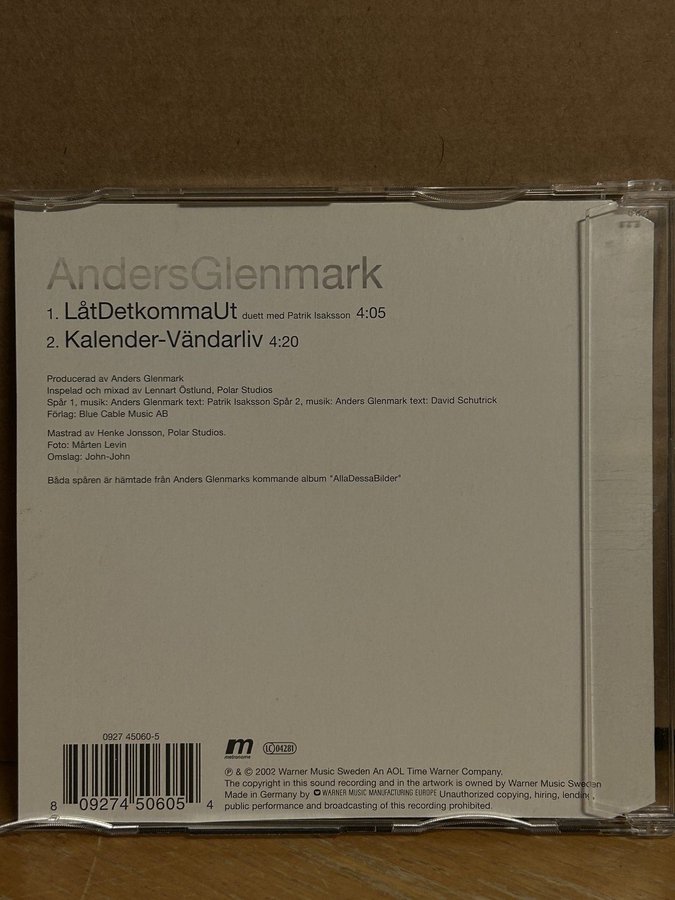 AndersGlenmark
1. LåtDetkommaUt duett med Patrik Isaksson 4:05
2. Kalender-Vändarliv 4:20
Producerad av Anders Glenmark
Inspelad och mixad av Lennart Östlund, Polar Studios
Spår 1, musik: Anders Glenmark text: Patrik Isaksson Spår 2, musik: Anders Glenmark text: David Schutrick
Förlag: Blue Cable Music AB
Mastrad av Henke Jonsson, Polar Studios.
Foto: Mårten Levin
Omslag: John-John
Båda spåren är hämtade från Anders Glenmarks kommande album "AllaDessaBilder"
0927 45060-5
8 09274 50605 4
m
metronome
LC 04281
℗ & © 2002 Warner Music Sweden An AOL Time Warner Company.
The copyright in this sound recording and in the artwork is owned by Warner Music Sweden
Made in Germany by WARNER MUSIC MANUFACTURING EUROPE Unauthorized copying, hiring, lending,
public performance and broadcasting of this recording prohibited.